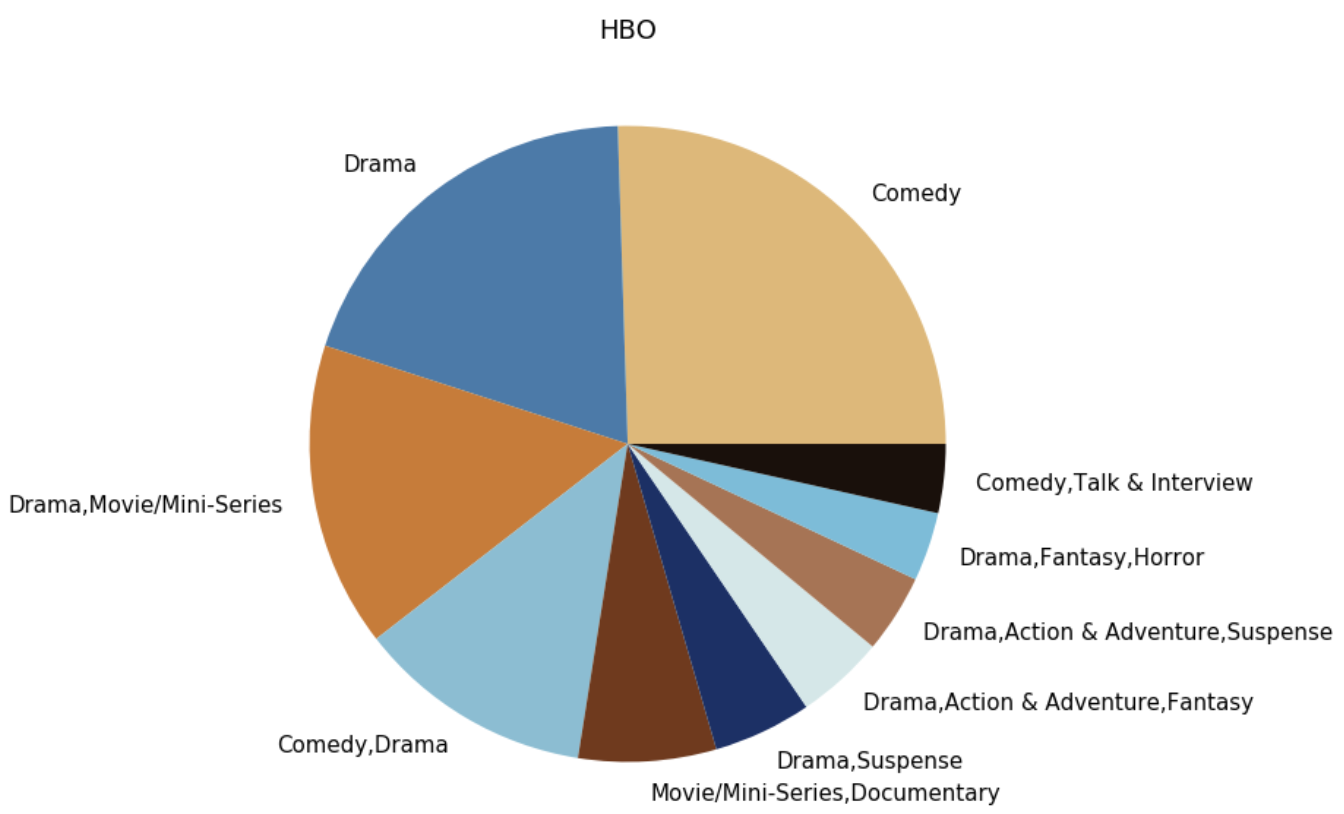 HBO
Drama
Comedy
Comedy,Talk & Interview
Drama,Movie/Mini-Series
Drama,Fantasy,Horror
Drama,Action & Adventure,Suspense
Drama,Action & Adventure,Fantasy
Comedy,Drama
Drama,Suspense
Movie/Mini-Series,Documentary